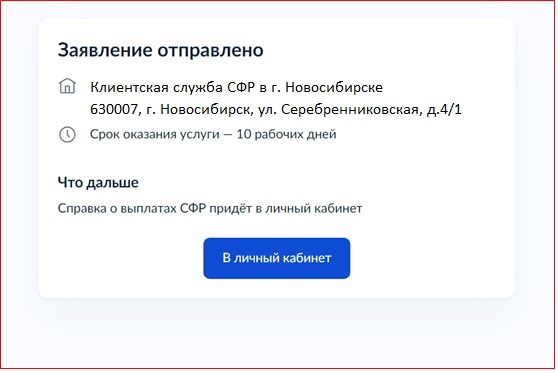 Заявление отправлено
Клиентская служба СФР в г. Новосибирске
630007, г. Новосибирск, ул. Серебренниковская, д.4/1
Срок оказания услуги — 10 рабочих дней
Что дальше
Справка о выплатах СФР придёт в личный кабинет
В личный кабинет